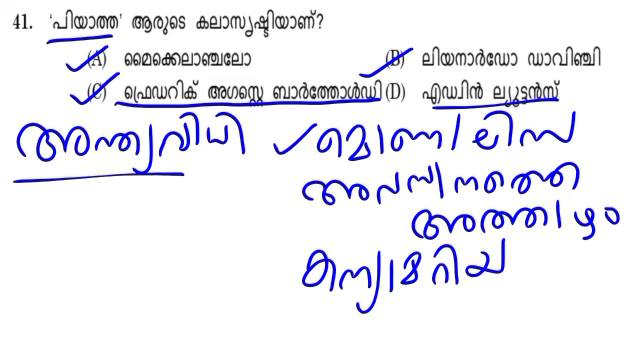 41. 'പിയാത്ത' ആരുടെ കലാസൃഷ്ടിയാണ്?
(A) മൈക്കെലാഞ്ചലോ (B) ലിയനാർഡോ ഡാവിഞ്ചി
(C) ഫ്രെഡറിക് അഗസ്റ്റെ ബാർത്തോൾഡി (D) എഡ്വിൻ ല്യൂട്ടൻസ്
അന്ത്യവിധി മൊണാലിസ
അവസാനത്തെ
അത്താഴം
കന്യാമറിയ